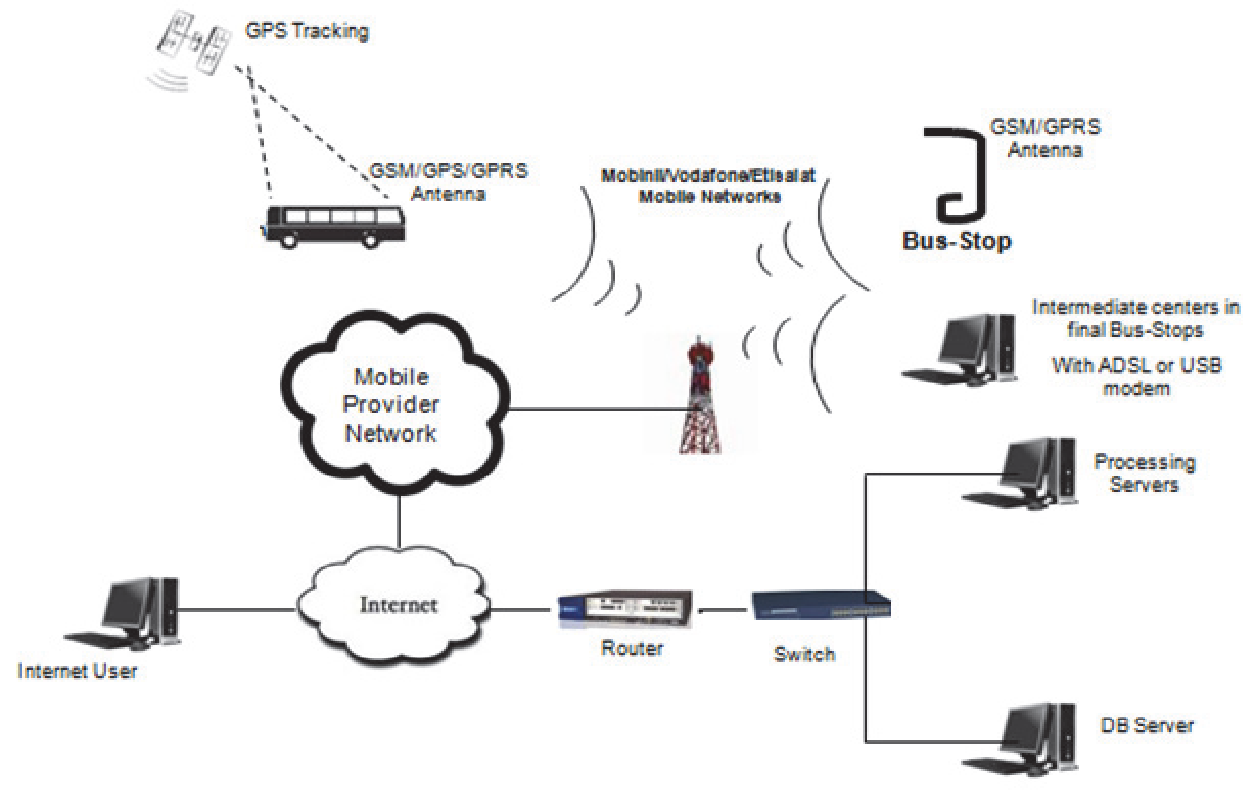 GPS Tracking
GSM/GPS/GPRS
Antenna
Mobinil/Vodafone/Etisalat
Mobile Networks
GSM/GPRS
Antenna
Bus-Stop
Intermediate centers in
final Bus-Stops
With ADSL or USB
modem
Mobile
Provider
Network
Processing
Servers
Internet
Router
Switch
Internet User
DB Server